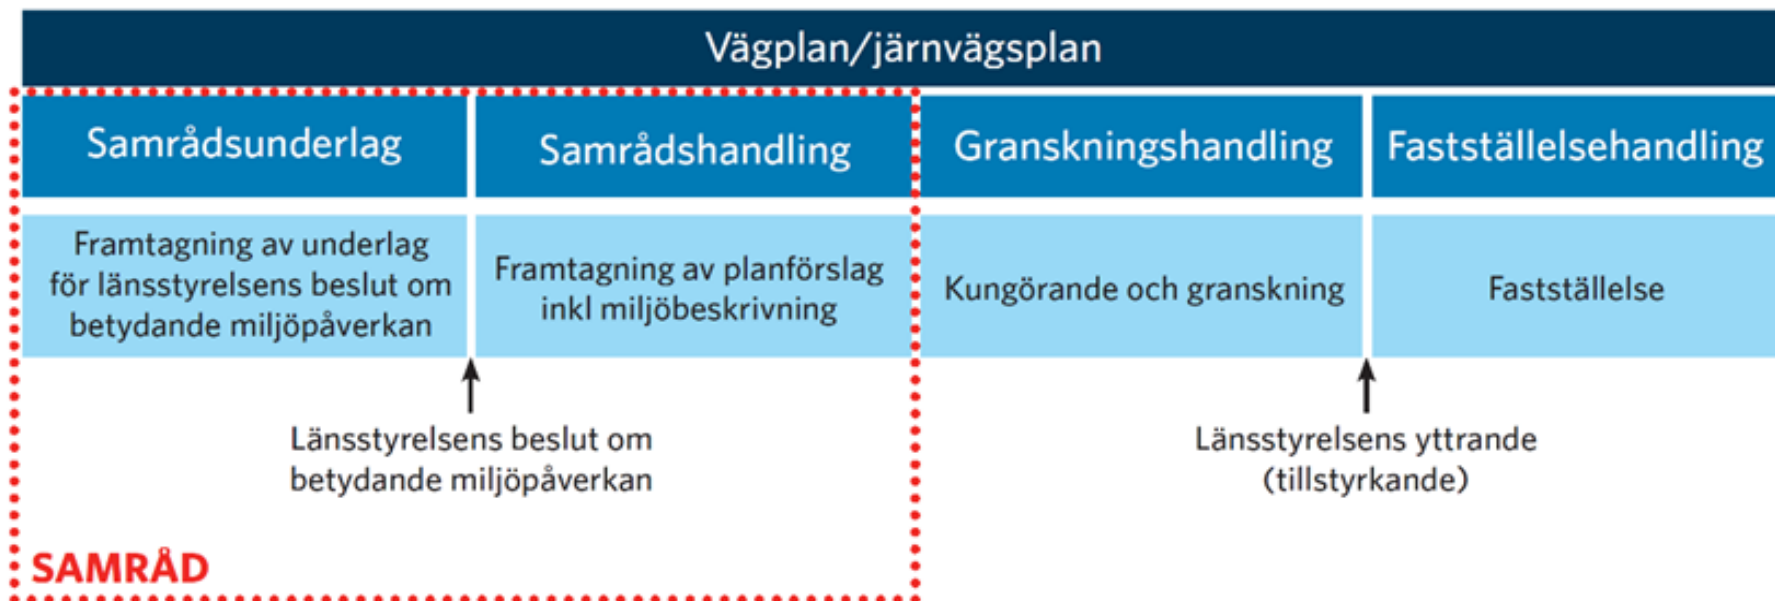 Vägplan/järnvägsplan
Samrådsunderlag
Samrådshandling
Granskningshandling
Fastställelsehandling
Framtagning av underlag
för länsstyrelsens beslut om
betydande miljöpåverkan
Framtagning av planförslag
inkl miljöbeskrivning
Kungörande och granskning
Fastställelse
Länsstyrelsens beslut om
betydande miljöpåverkan
Länsstyrelsens yttrande
(tillstyrkande)
SAMRÅD